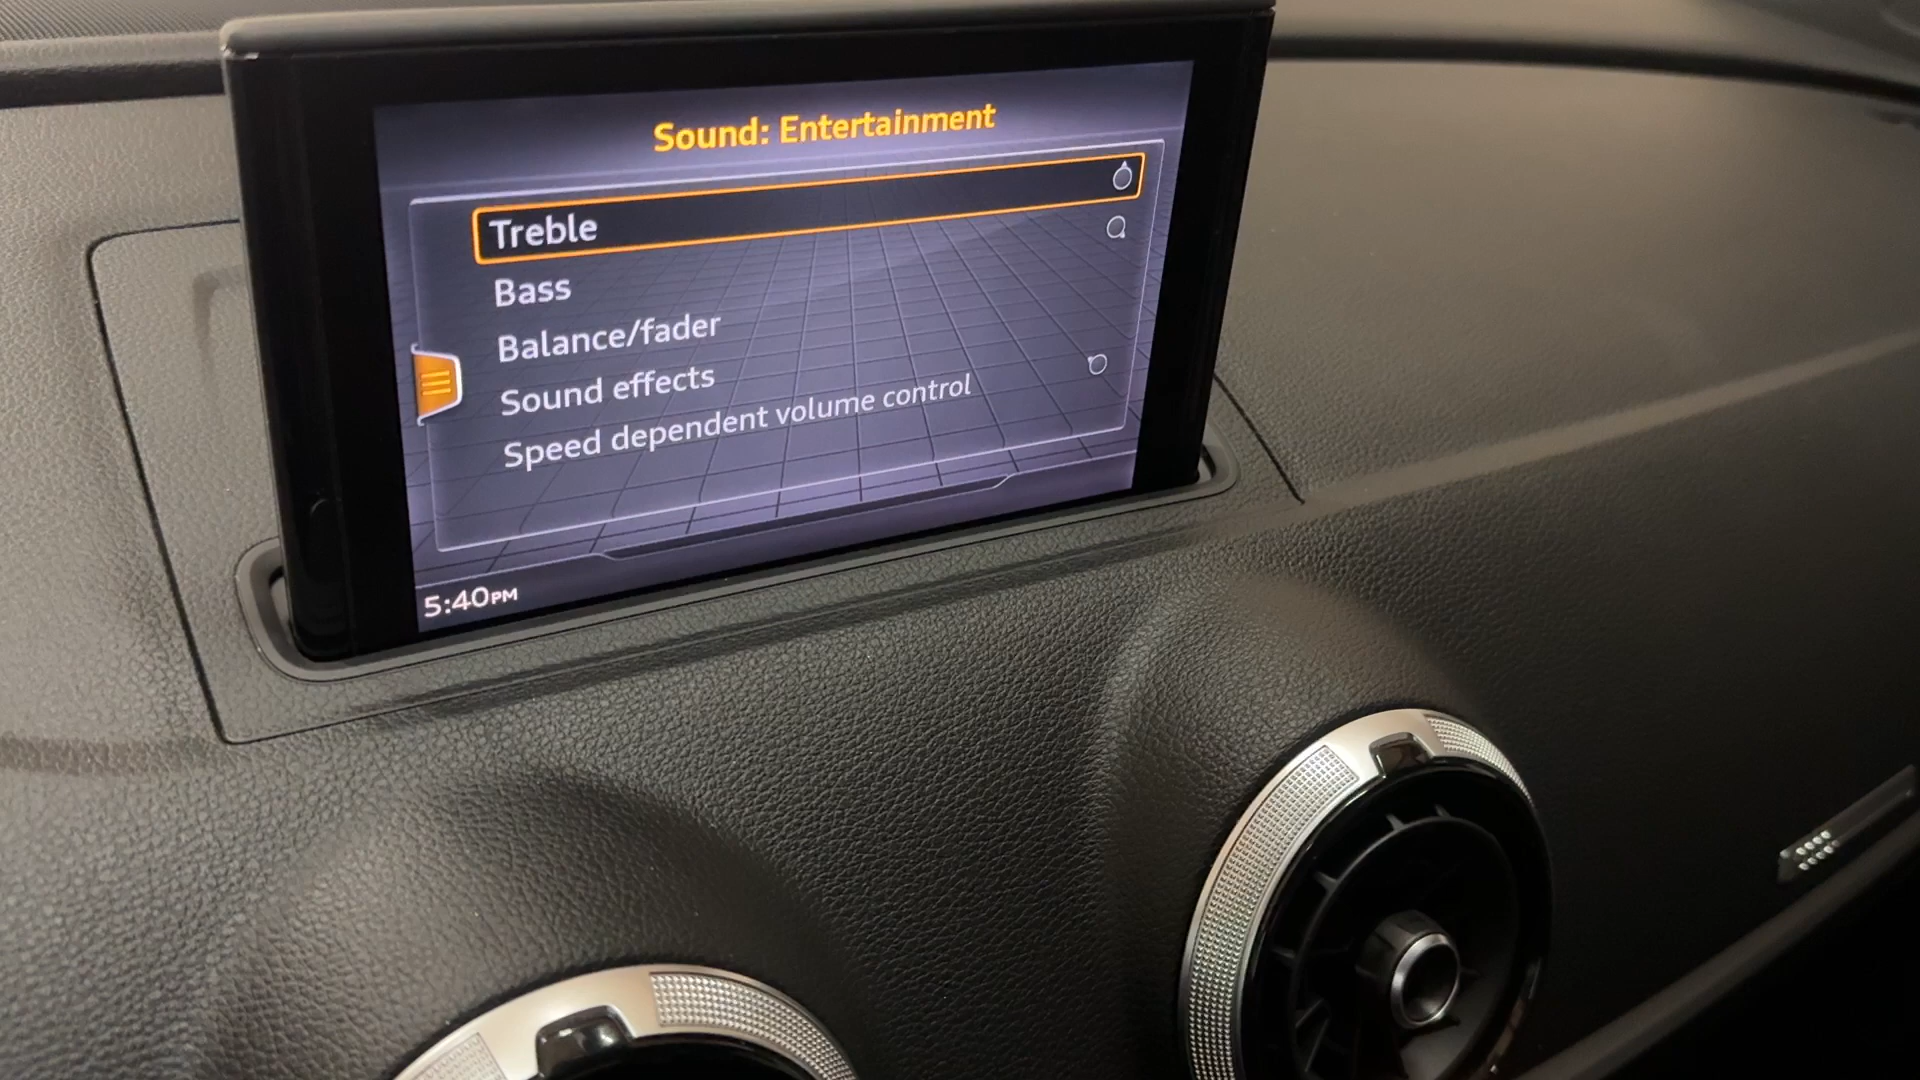 Sound: Entertainment
Treble
Bass
Balance/fader
Sound effects
Speed dependent volume control
5:40PM